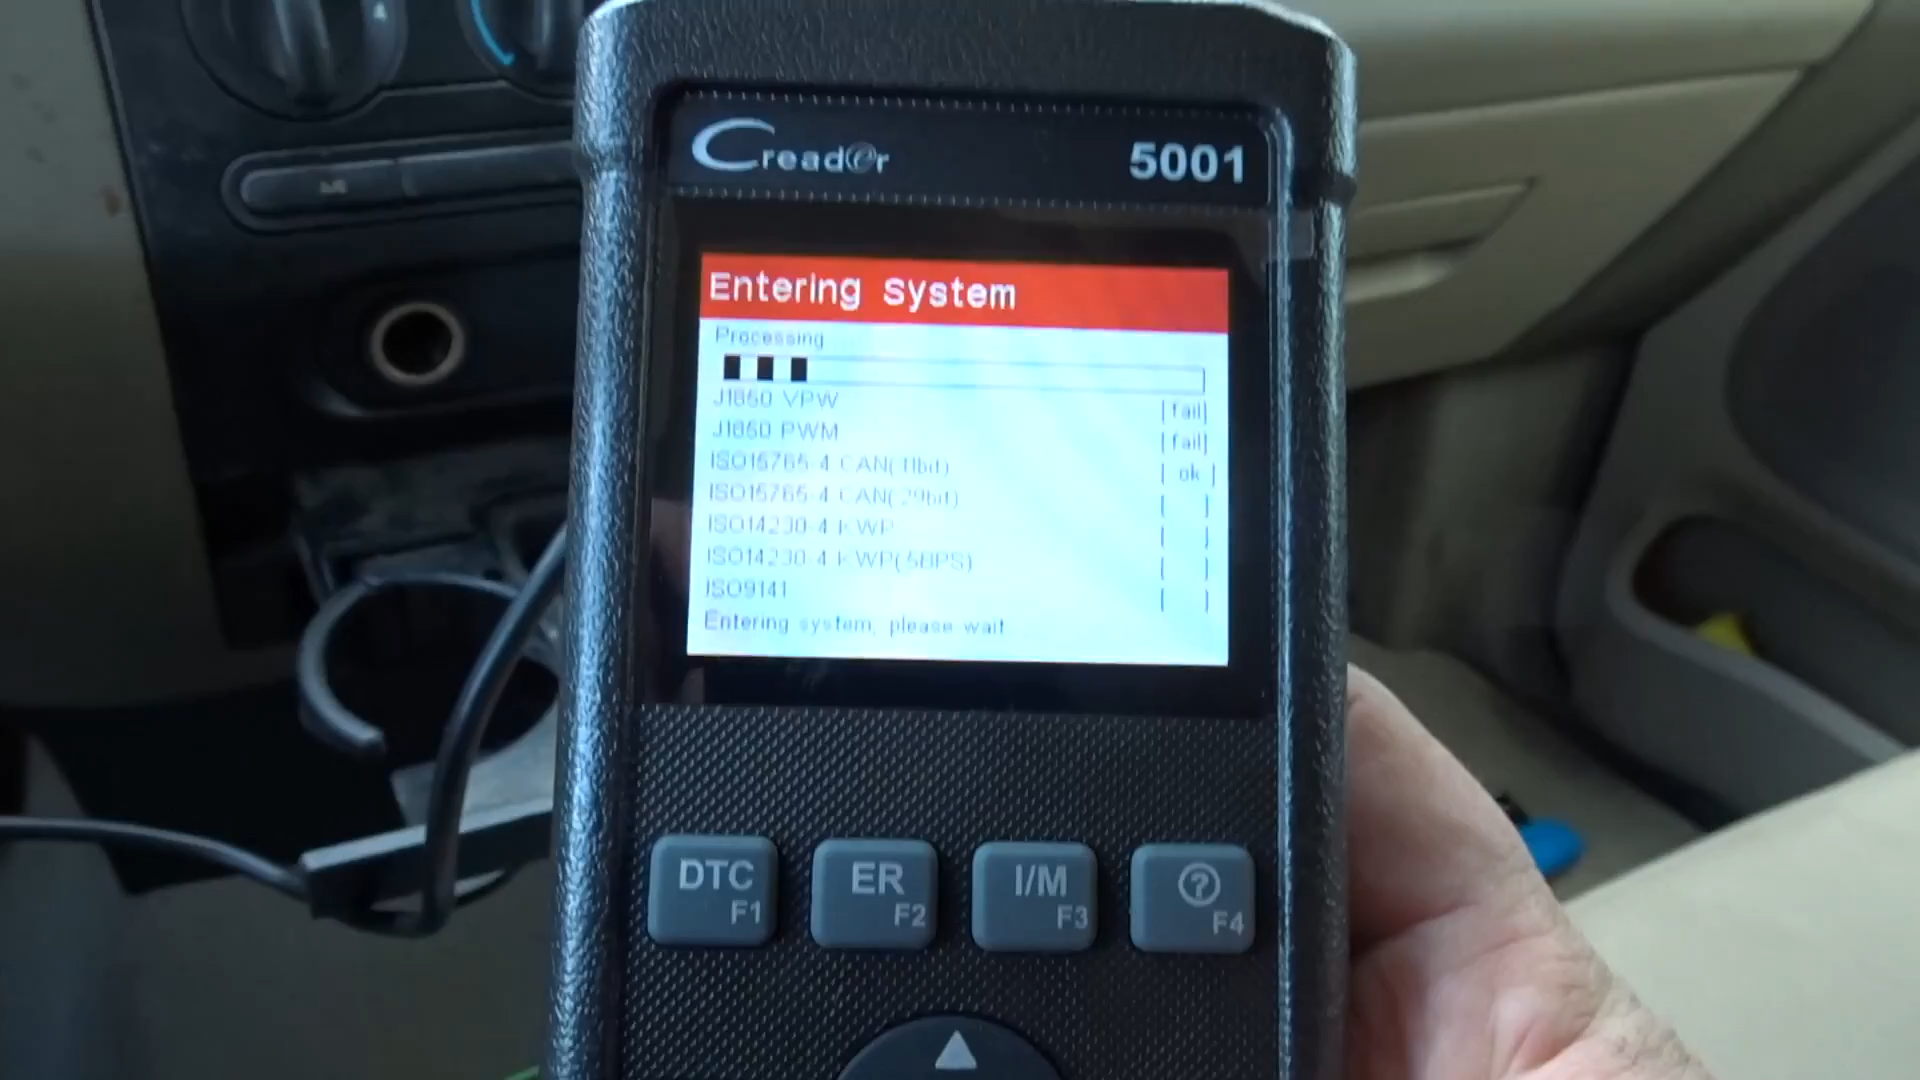 Creader 5001
Entering System
Processing
J1850 VPW [fail]
J1850 PWM [fail]
ISO15765-4 CAN(11bit) [ ok ]
ISO15765-4 CAN(29bit) [ ]
ISO14230-4 KWP [ ]
ISO14230-4 KWP(5BPS) [ ]
ISO9141 [ ]
Entering system, please wait
DTC F1
ER F2
I/M F3
? F4